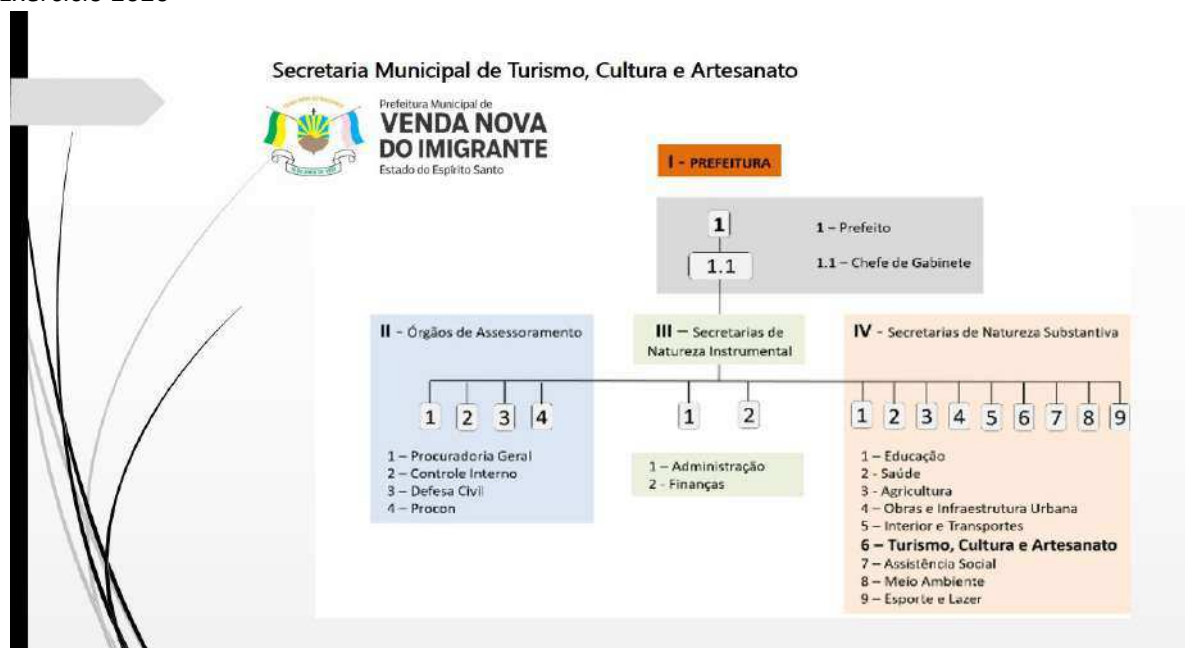 Secretaria Municipal de Turismo, Cultura e Artesanato
Prefeitura Municipal de
VENDA NOVA
DO IMIGRANTE
Estado do Espírito Santo
I - PREFEITURA
1
1 – Prefeito
1.1
1.1 – Chefe de Gabinete
II - Órgãos de Assessoramento
1 2 3 4
1 – Procuradoria Geral
2 – Controle Interno
3 – Defesa Civil
4 – Procon
III – Secretarias de
Natureza Instrumental
1 2
1 – Administração
2 - Finanças
IV - Secretarias de Natureza Substantiva
1 2 3 4 5 6 7 8 9
1 – Educação
2 - Saúde
3 - Agricultura
4 – Obras e Infraestrutura Urbana
5 – Interior e Transportes
6 – Turismo, Cultura e Artesanato
7 – Assistência Social
8 – Meio Ambiente
9 – Esporte e Lazer